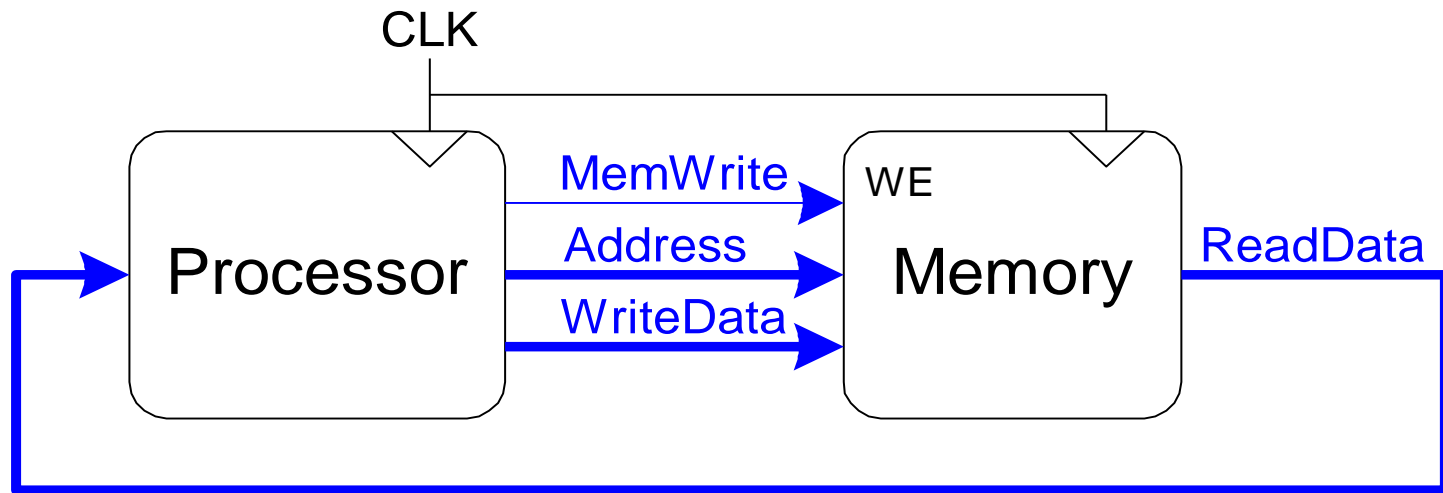 CLK
MemWrite
WE
Address
Processor
Memory
ReadData
WriteData